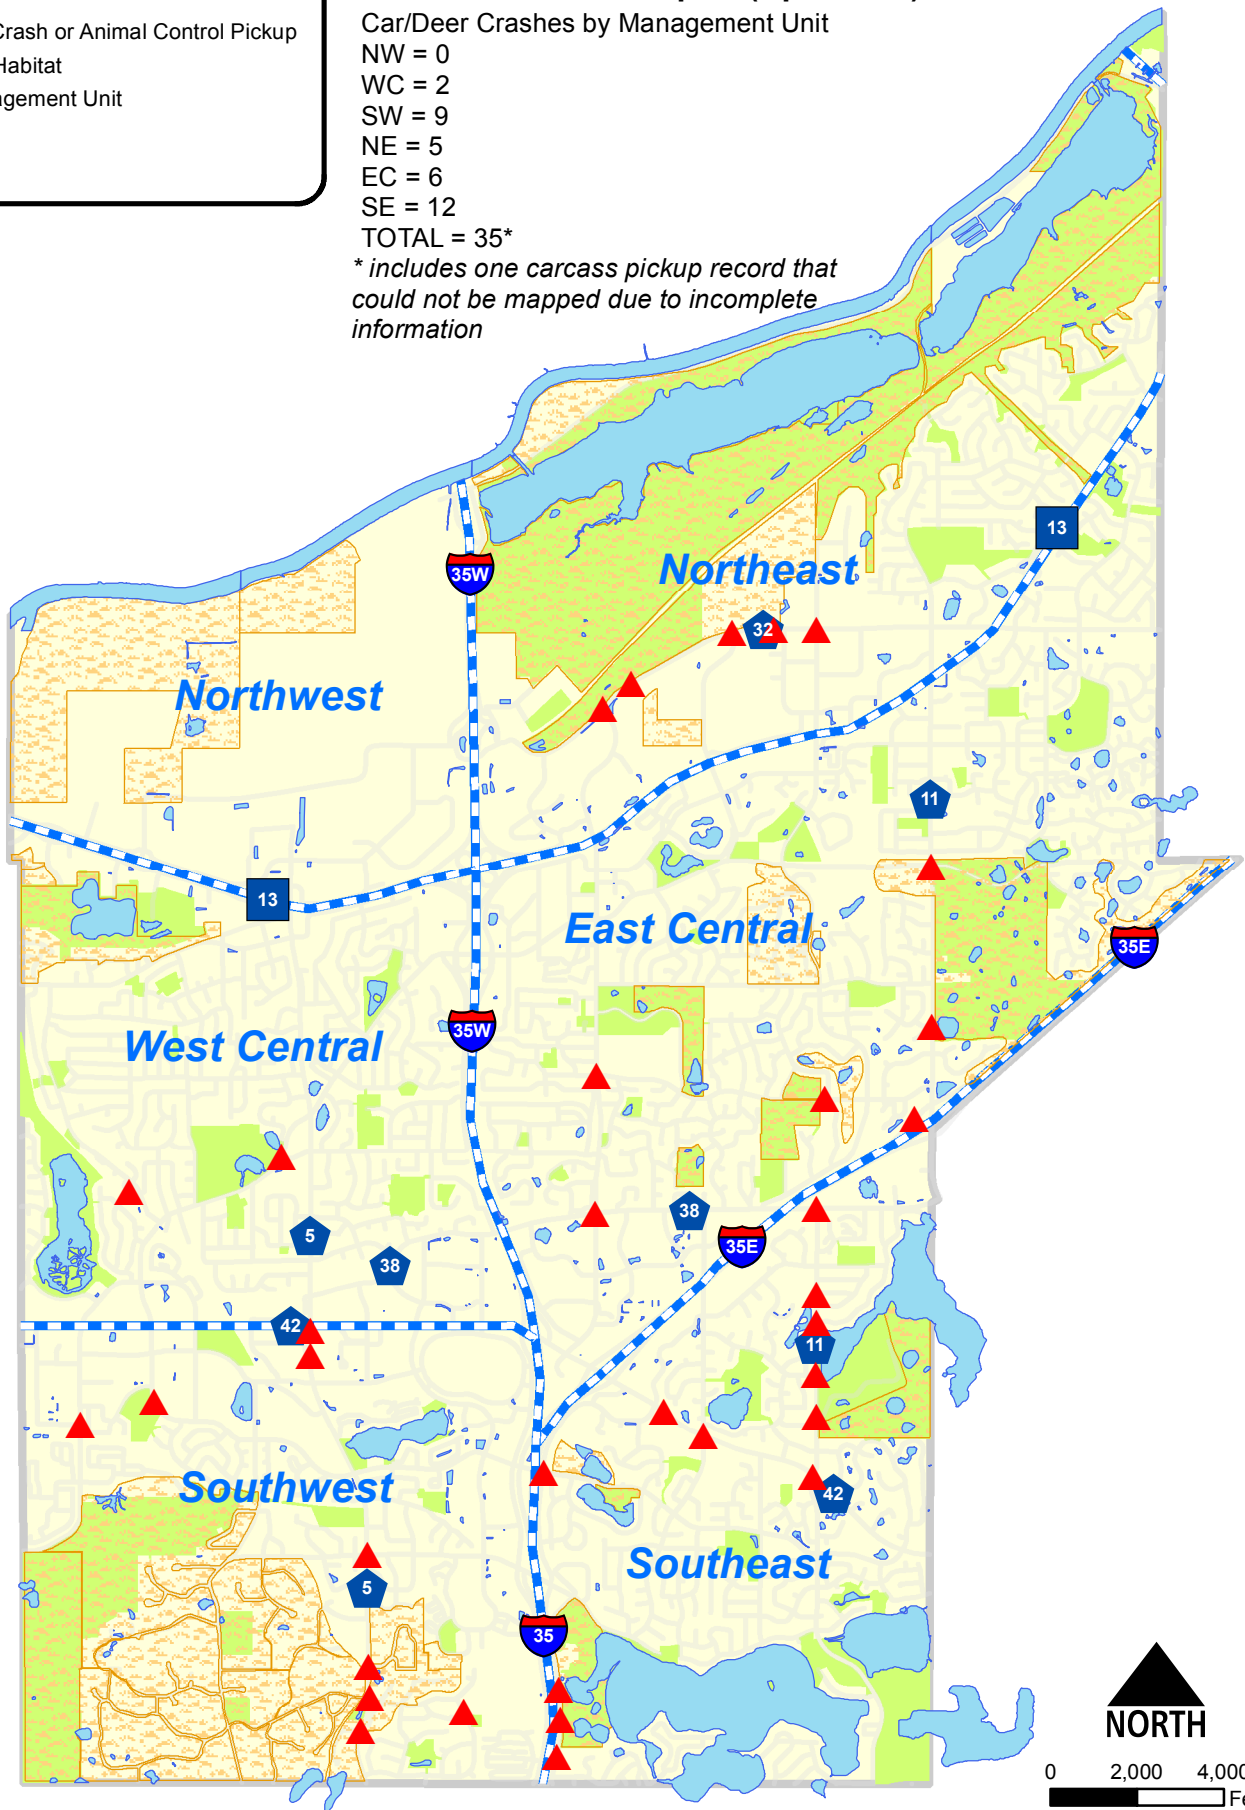 Crash or Animal Control Pickup
Habitat
agement Unit
Car/Deer Crashes by Management Unit
NW = 0
WC = 2
SW = 9
NE = 5
EC = 6
SE = 12
TOTAL = 35*
* includes one carcass pickup record that
could not be mapped due to incomplete
information
13
35W
Northeast
32
Northwest
11
13
East Central
35E
35W
West Central
38
5
35E
38
42
11
Southwest
42
Southeast
5
35
NORTH
0 2,000 4,000
Fe